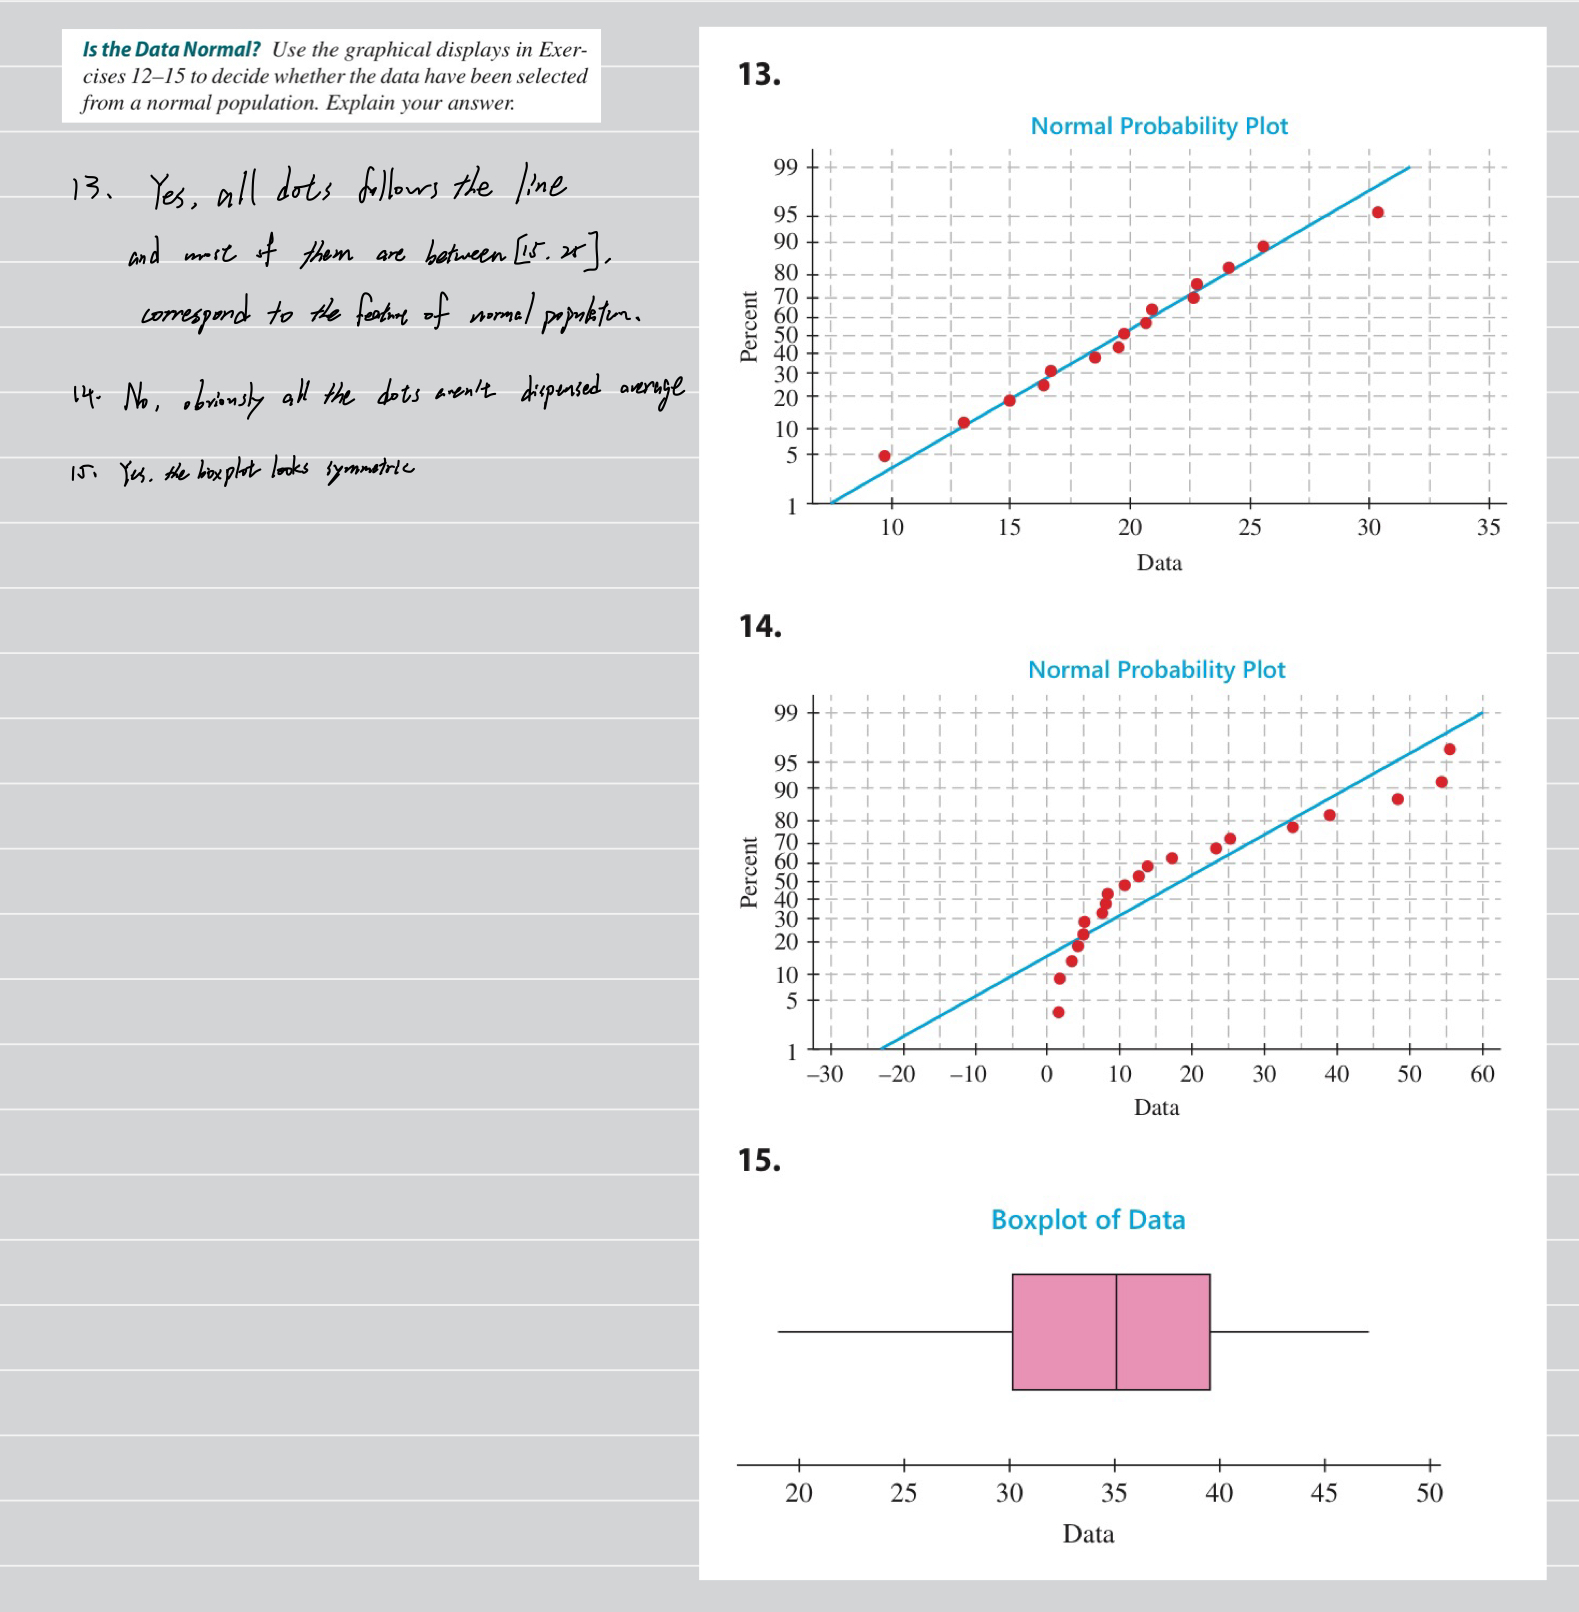 Is the Data Normal? Use the graphical displays in Exer-
cises 12–15 to decide whether the data have been selected
from a normal population. Explain your answer.
13. Yes, all dots follows the line
and most of them are between [15. 25],
correspond to the feature of normal population.
14. No, obviously all the dots aren't dispensed average
15. Yes. the boxplot looks symmetric
13.
Normal Probability Plot
99
95
90
80
70
60
50
40
30
20
10
5
1
Percent
10 15 20 25 30 35
Data
14.
Normal Probability Plot
99
95
90
80
70
60
50
40
30
20
10
5
1
Percent
–30 –20 –10 0 10 20 30 40 50 60
Data
15.
Boxplot of Data
20 25 30 35 40 45 50
Data